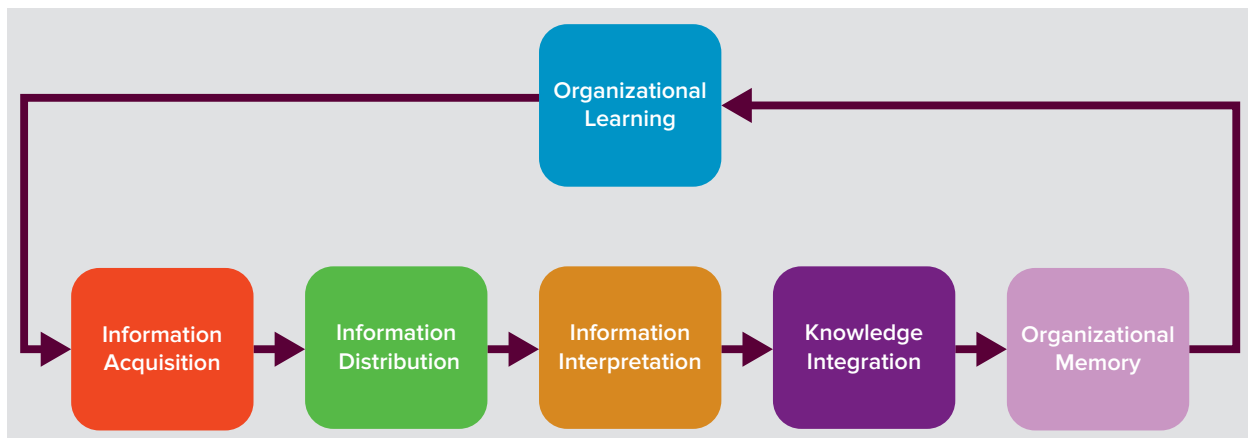 Organizational
Learning
Information
Acquisition
Information
Distribution
Information
Interpretation
Knowledge
Integration
Organizational
Memory